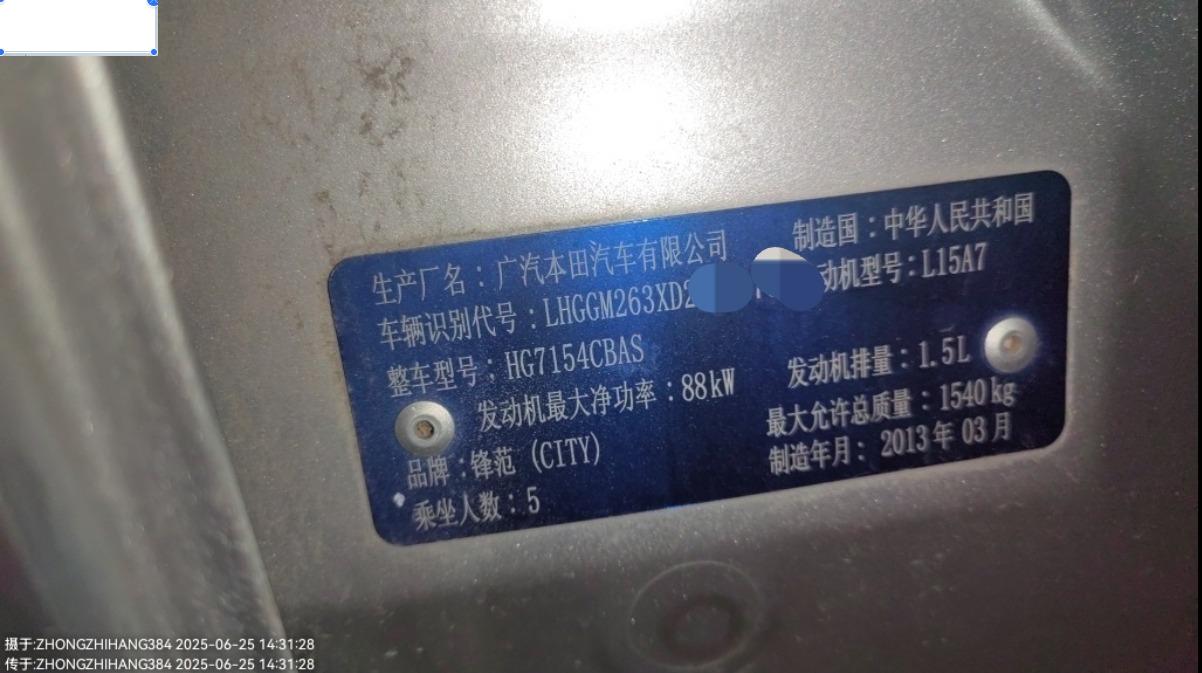 生产厂名：广汽本田汽车有限公司 制造国：中华人民共和国
车辆识别代号：LHGGM263XD2 动机型号：L15A7
整车型号：HG7154CBAS
发动机最大净功率：88kW 发动机排量：1.5L
最大允许总质量：1540kg
品牌：锋范（CITY） 制造年月：2013年03月
乘坐人数：5
摄于:ZHONGZHIHANG384 2025-06-25 14:31:28
传于:ZHONGZHIHANG384 2025-06-25 14:31:28